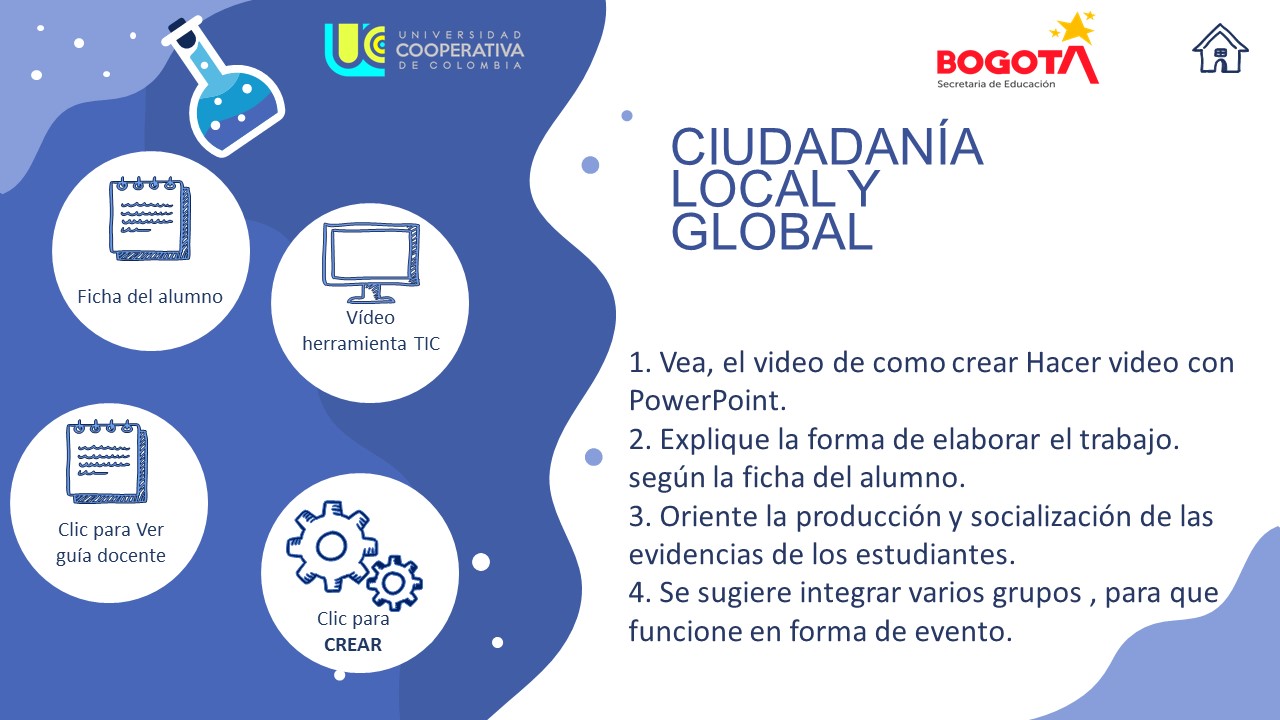 UNIVERSIDAD
COOPERATIVA
DE COLOMBIA
BOGOTÁ
Secretaría de Educación
CIUDADANÍA
LOCAL Y
GLOBAL
Ficha del alumno
Vídeo
herramienta TIC
Clic para Ver
guía docente
Clic para
CREAR
1. Vea, el video de como crear Hacer video con
PowerPoint.
2. Explique la forma de elaborar el trabajo.
según la ficha del alumno.
3. Oriente la producción y socialización de las
evidencias de los estudiantes.
4. Se sugiere integrar varios grupos , para que
funcione en forma de evento.